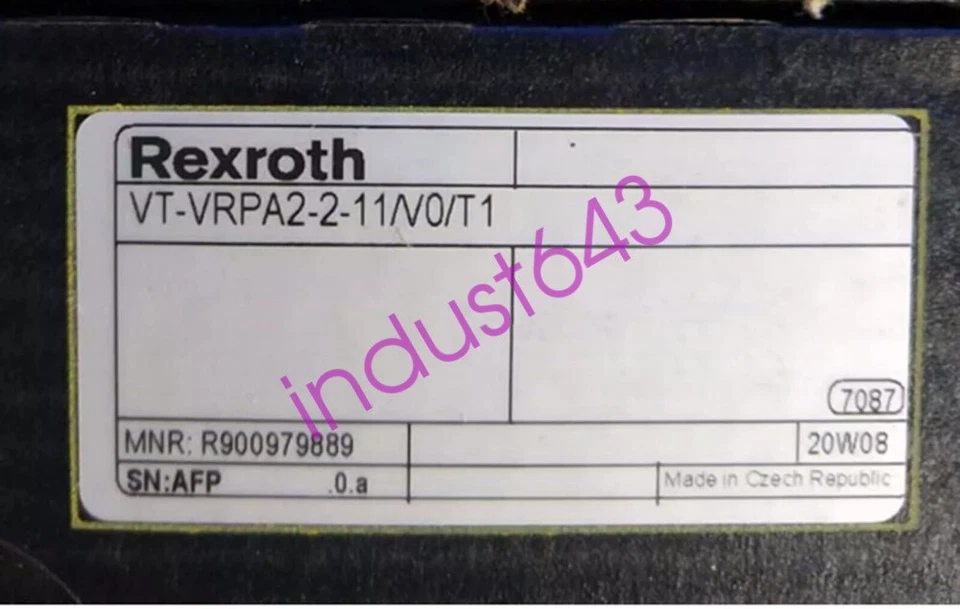 Rexroth
VT-VRPA2-2-11/V0/T1
indust643
7087
MNR: R900979889
20W08
SN:AFP .0.a
Made in Czech Republic